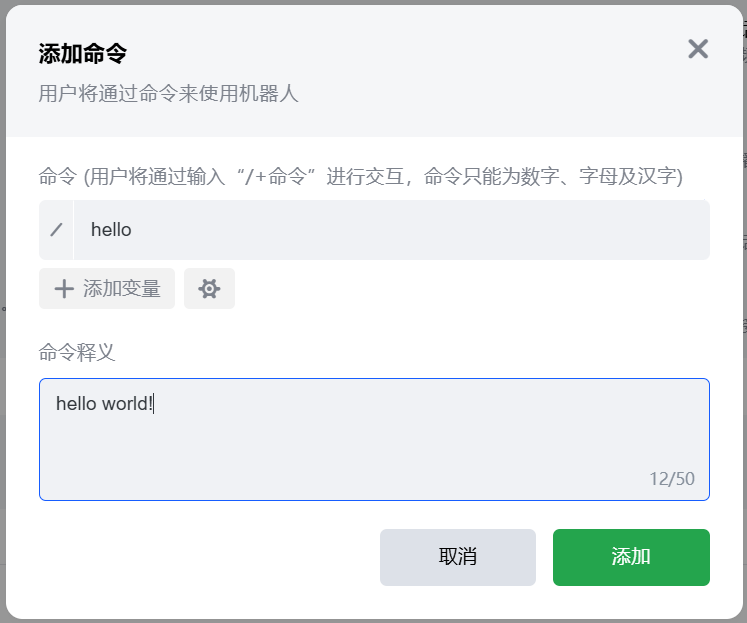 添加命令
用户将通过命令来使用机器人
命令 (用户将通过输入“/+命令”进行交互，命令只能为数字、字母及汉字)
/ hello
添加变量
命令释义
hello world!
12/50
取消 添加